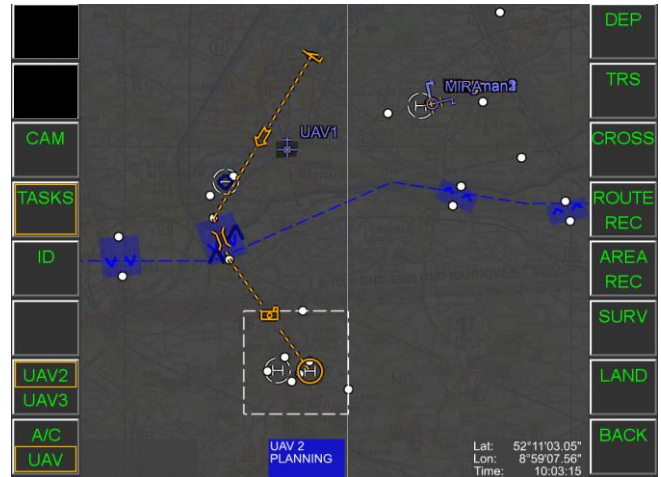 CAM
TASKS
ID
UAV2
UAV3
A/C
UAV
UAV1
H
H
H
UAV 2
PLANNING
Lat: 52°11'03.05"
Lon: 8°59'07.56"
Time: 10:03:15
DEP
TRS
CROSS
ROUTE
REC
AREA
REC
SURV
LAND
BACK